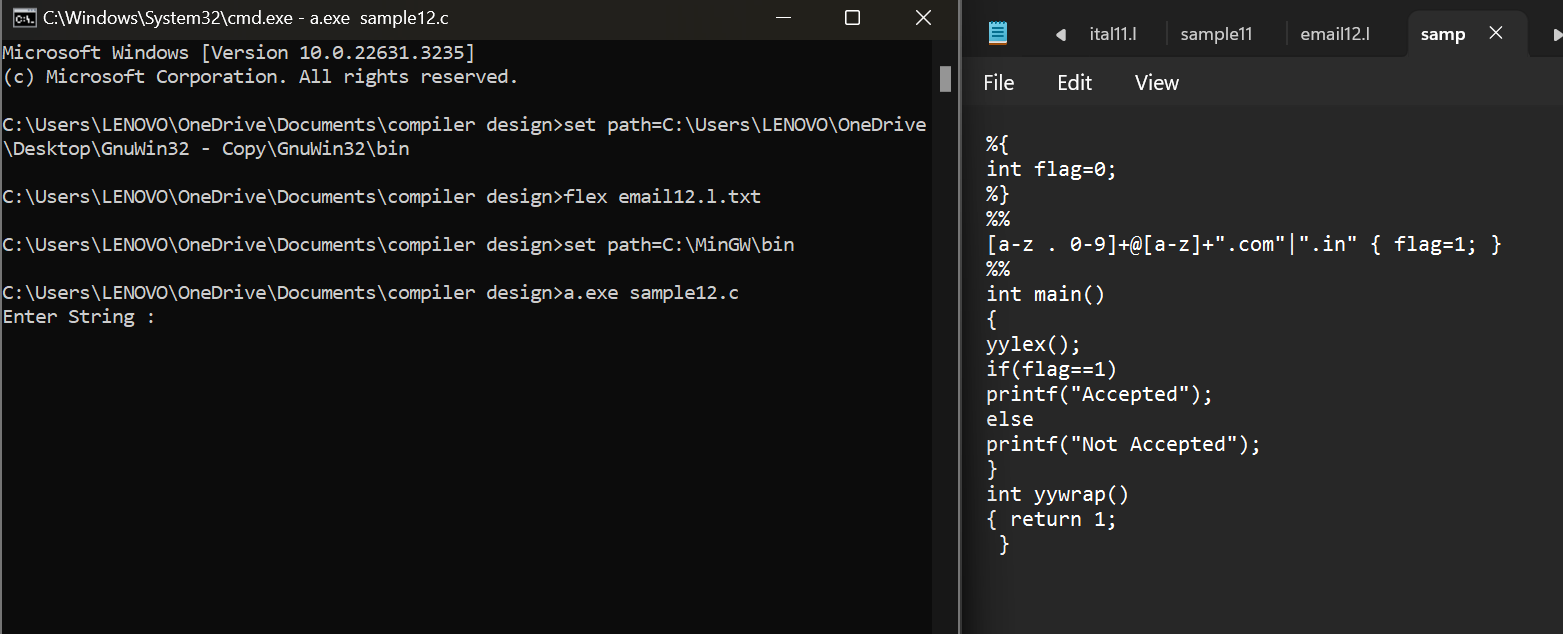 C:\Windows\System32\cmd.exe - a.exe sample12.c
Microsoft Windows [Version 10.0.22631.3235]
(c) Microsoft Corporation. All rights reserved.
C:\Users\LENOVO\OneDrive\Documents\compiler design>set path=C:\Users\LENOVO\OneDrive
\Desktop\GnuWin32 - Copy\GnuWin32\bin
C:\Users\LENOVO\OneDrive\Documents\compiler design>flex email12.l.txt
C:\Users\LENOVO\OneDrive\Documents\compiler design>set path=C:\MinGW\bin
C:\Users\LENOVO\OneDrive\Documents\compiler design>a.exe sample12.c
Enter String :
ital11.l
sample11
email12.l
samp
File
Edit
View
%{
int flag=0;
%}
%%
[a-z . 0-9]+@[a-z]+".com"|".in" { flag=1; }
%%
int main()
{
yylex();
if(flag==1)
printf("Accepted");
else
printf("Not Accepted");
}
int yywrap()
{ return 1;
}